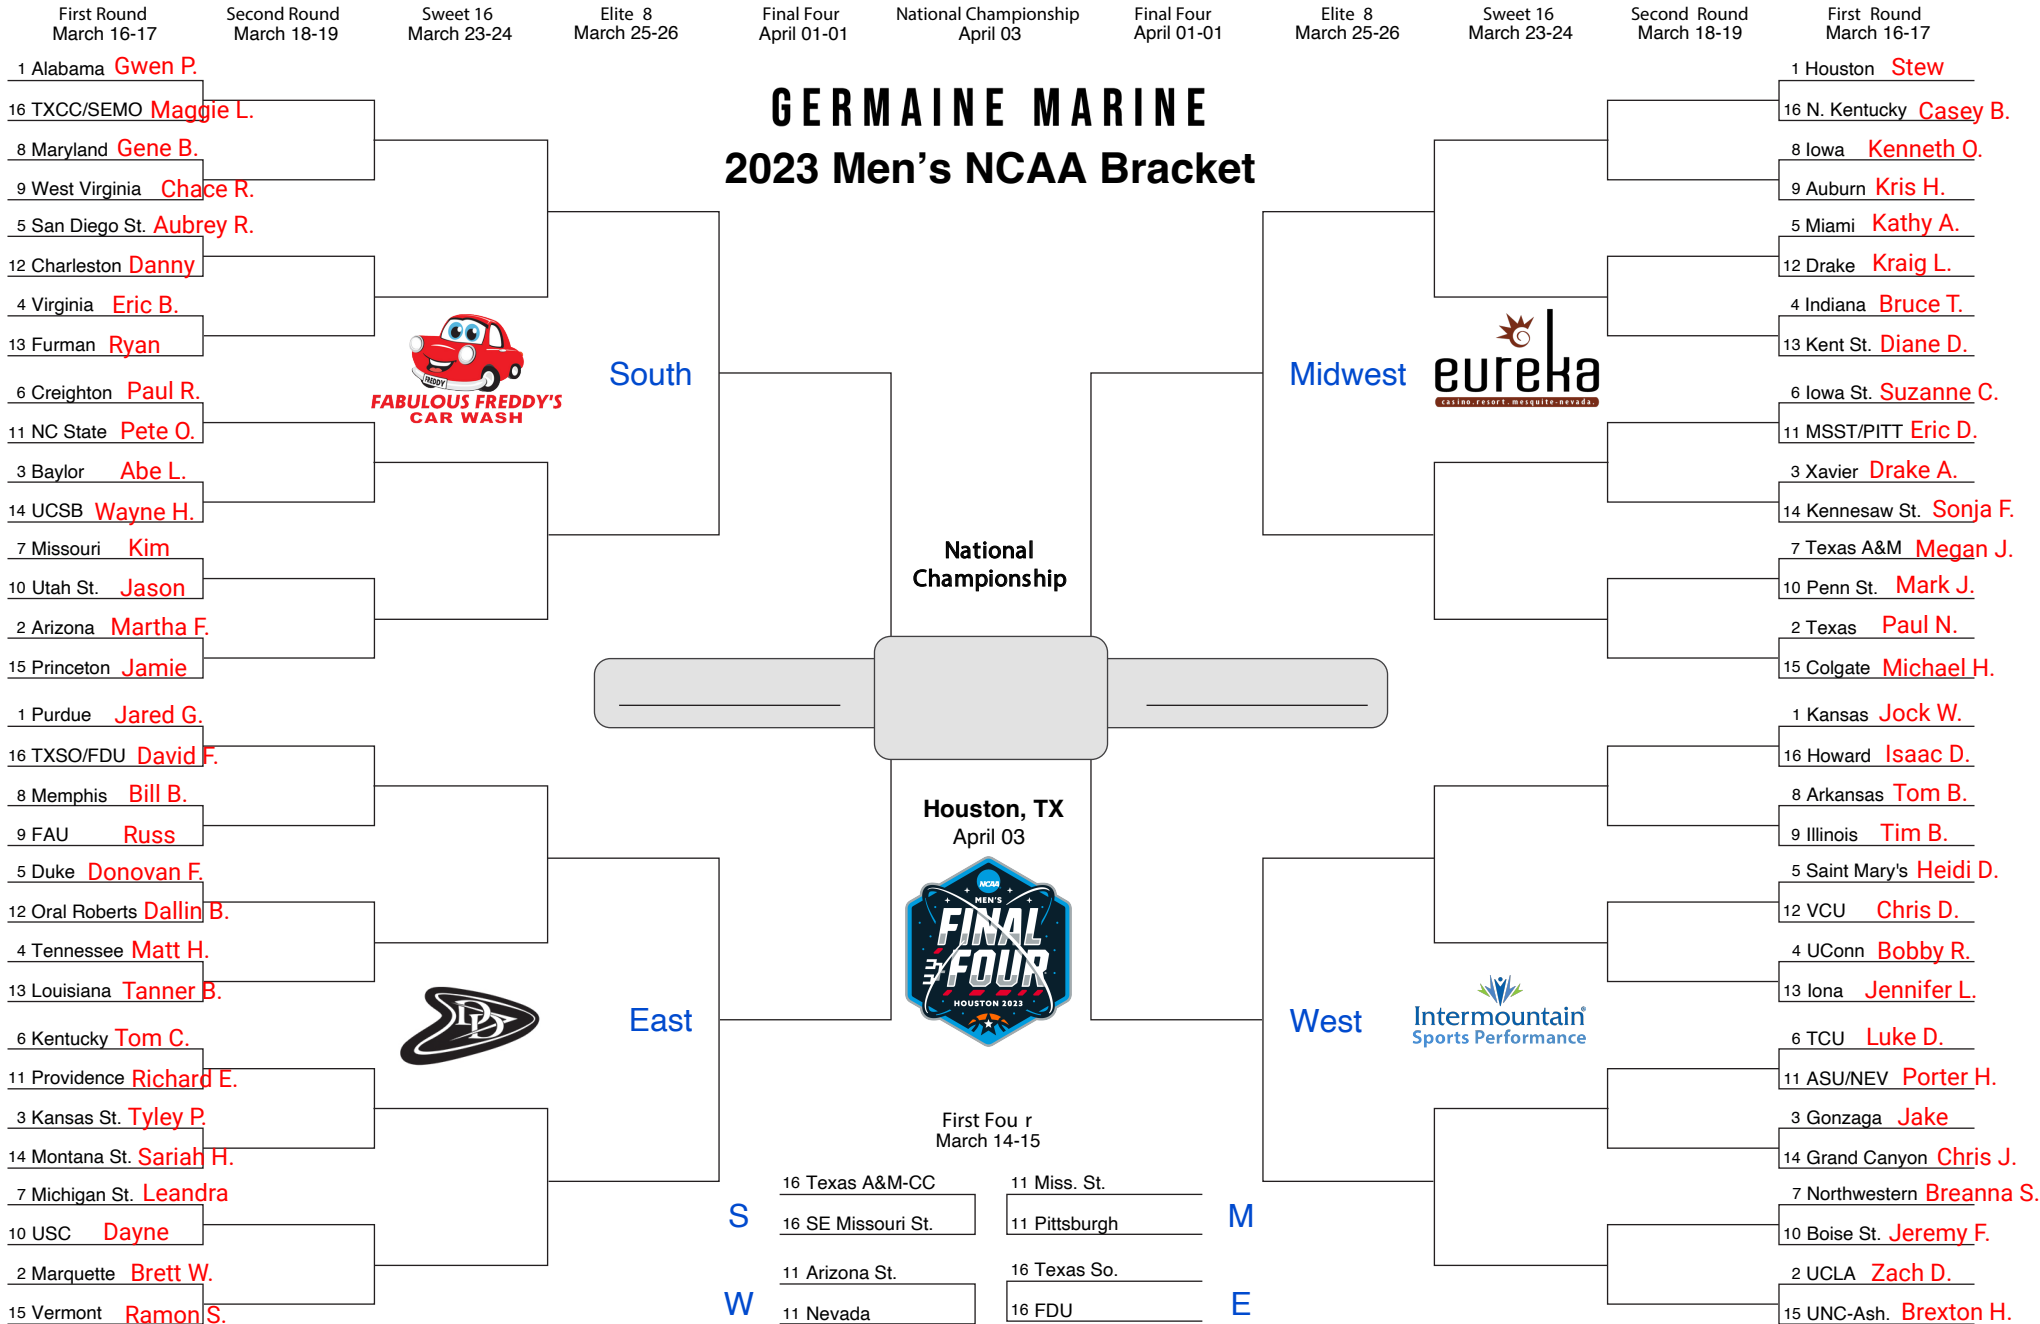 First Round
March 16-17
Second Round
March 18-19
Sweet 16
March 23-24
Elite 8
March 25-26
Final Four
April 01-01
National Championship
April 03
Final Four
April 01-01
Elite 8
March 25-26
Sweet 16
March 23-24
Second Round
March 18-19
First Round
March 16-17
GERMAINE MARINE
2023 Men's NCAA Bracket
1 Alabama Gwen P.
16 TXCC/SEMO Maggie L.
8 Maryland Gene B.
9 West Virginia Chace R.
5 San Diego St. Aubrey R.
12 Charleston Danny
4 Virginia Eric B.
13 Furman Ryan
6 Creighton Paul R.
11 NC State Pete O.
3 Baylor Abe L.
14 UCSB Wayne H.
7 Missouri Kim
10 Utah St. Jason
2 Arizona Martha F.
15 Princeton Jamie
FREDDY
FABULOUS FREDDY'S
CAR WASH
South
1 Purdue Jared G.
16 TXSO/FDU David F.
8 Memphis Bill B.
9 FAU Russ
5 Duke Donovan F.
12 Oral Roberts Dallin B.
4 Tennessee Matt H.
13 Louisiana Tanner B.
6 Kentucky Tom C.
11 Providence Richard E.
3 Kansas St. Tyley P.
14 Montana St. Sariah H.
7 Michigan St. Leandra
10 USC Dayne
2 Marquette Brett W.
15 Vermont Ramon S.
DD
East
National
Championship
Houston, TX
April 03
NCAA
MEN'S
FINAL
FOUR
HOUSTON 2023
First Fou r
March 14-15
S
16 Texas A&M-CC
16 SE Missouri St.
11 Miss. St.
11 Pittsburgh
M
W
11 Arizona St.
11 Nevada
16 Texas So.
16 FDU
E
Midwest
eureka
casino.resort.mesquite-nevada.
1 Houston Stew
16 N. Kentucky Casey B.
8 Iowa Kenneth O.
9 Auburn Kris H.
5 Miami Kathy A.
12 Drake Kraig L.
4 Indiana Bruce T.
13 Kent St. Diane D.
6 Iowa St. Suzanne C.
11 MSST/PITT Eric D.
3 Xavier Drake A.
14 Kennesaw St. Sonja F.
7 Texas A&M Megan J.
10 Penn St. Mark J.
2 Texas Paul N.
15 Colgate Michael H.
West
Intermountain®
Sports Performance
1 Kansas Jock W.
16 Howard Isaac D.
8 Arkansas Tom B.
9 Illinois Tim B.
5 Saint Mary's Heidi D.
12 VCU Chris D.
4 UConn Bobby R.
13 Iona Jennifer L.
6 TCU Luke D.
11 ASU/NEV Porter H.
3 Gonzaga Jake
14 Grand Canyon Chris J.
7 Northwestern Breanna S.
10 Boise St. Jeremy F.
2 UCLA Zach D.
15 UNC-Ash. Brexton H.